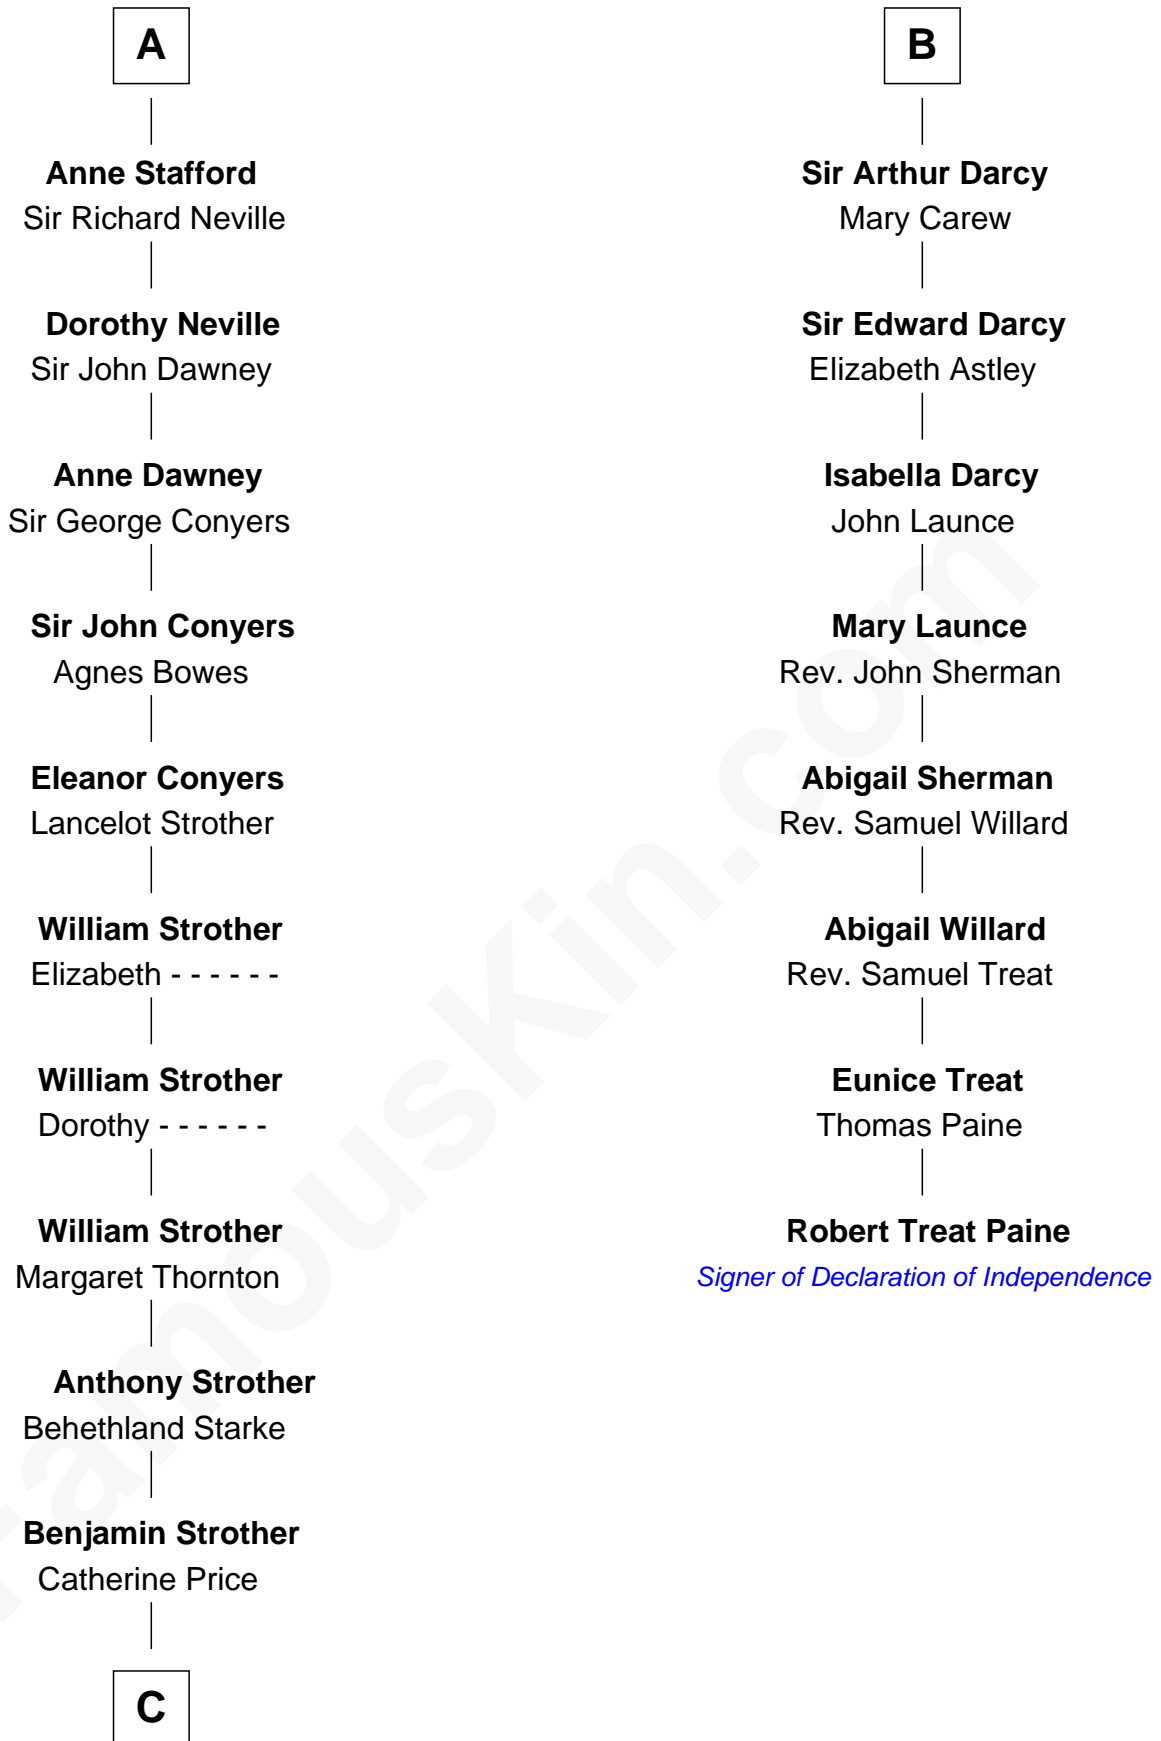 A
Anne Stafford
Sir Richard Neville
Dorothy Neville
Sir John Dawney
Anne Dawney
Sir George Conyers
Sir John Conyers
Agnes Bowes
Eleanor Conyers
Lancelot Strother
William Strother
Elizabeth - - - - - -
William Strother
Dorothy - - - - - -
William Strother
Margaret Thornton
Anthony Strother
Behethland Starke
Benjamin Strother
Catherine Price
C
B
Sir Arthur Darcy
Mary Carew
Sir Edward Darcy
Elizabeth Astley
Isabella Darcy
John Launce
Mary Launce
Rev. John Sherman
Abigail Sherman
Rev. Samuel Willard
Abigail Willard
Rev. Samuel Treat
Eunice Treat
Thomas Paine
Robert Treat Paine
Signer of Declaration of Independence
FamousKin.com